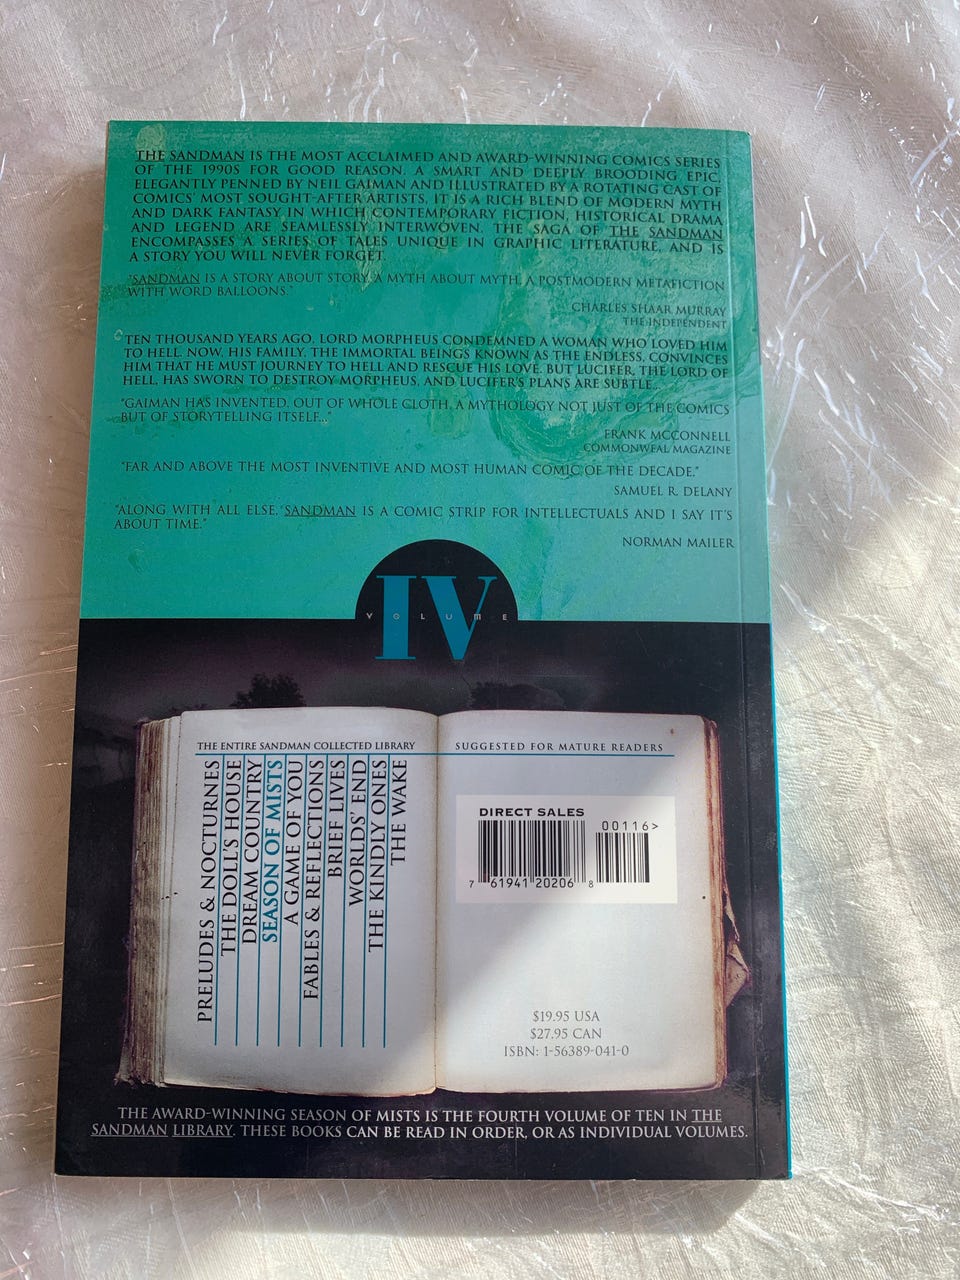 THE SANDMAN IS THE MOST ACCLAIMED AND AWARD-WINNING COMICS SERIES
OF THE 1990S FOR GOOD REASON. A SMART AND DEEPLY BROODING EPIC,
ELEGANTLY PENNED BY NEIL GAIMAN AND ILLUSTRATED BY A ROTATING CAST OF
COMICS' MOST SOUGHT-AFTER ARTISTS, IT IS A RICH BLEND OF MODERN MYTH
AND DARK FANTASY, IN WHICH CONTEMPORARY FICTION, HISTORICAL DRAMA
AND LEGEND ARE SEAMLESSLY INTERWOVEN. THE SAGA OF THE SANDMAN
ENCOMPASSES A SERIES OF TALES UNIQUE IN GRAPHIC LITERATURE, AND IS
A STORY YOU WILL NEVER FORGET.
"SANDMAN IS A STORY ABOUT STORY, A MYTH ABOUT MYTH, A POSTMODERN METAFICTION
WITH WORD BALLOONS."
CHARLES SHAAR MURRAY
THE INDEPENDENT
TEN THOUSAND YEARS AGO, LORD MORPHEUS CONDEMNED A WOMAN WHO LOVED HIM
TO HELL. NOW, HIS FAMILY, THE IMMORTAL BEINGS KNOWN AS THE ENDLESS, CONVINCES
HIM THAT HE MUST JOURNEY TO HELL AND RESCUE HIS LOVE. BUT LUCIFER, THE LORD OF
HELL, HAS SWORN TO DESTROY MORPHEUS, AND LUCIFER'S PLANS ARE SUBTLE.
"GAIMAN HAS INVENTED, OUT OF WHOLE CLOTH, A MYTHOLOGY NOT JUST OF THE COMICS
BUT OF STORYTELLING ITSELF..."
FRANK MCCONNELL
COMMONWEAL MAGAZINE
"FAR AND ABOVE THE MOST INVENTIVE AND MOST HUMAN COMIC OF THE DECADE."
SAMUEL R. DELANY
"ALONG WITH ALL ELSE, SANDMAN IS A COMIC STRIP FOR INTELLECTUALS AND I SAY IT'S
ABOUT TIME."
NORMAN MAILER
IV
VOLUME
THE ENTIRE SANDMAN COLLECTED LIBRARY
PRELUDES & NOCTURNES
THE DOLL'S HOUSE
DREAM COUNTRY
SEASON OF MISTS
A GAME OF YOU
FABLES & REFLECTIONS
BRIEF LIVES
WORLDS' END
THE KINDLY ONES
THE WAKE
SUGGESTED FOR MATURE READERS
DIRECT SALES
00116>
7 61941 20206 8
$19.95 USA
$27.95 CAN
ISBN: 1-56389-041-0
THE AWARD-WINNING SEASON OF MISTS IS THE FOURTH VOLUME OF TEN IN THE
SANDMAN LIBRARY. THESE BOOKS CAN BE READ IN ORDER, OR AS INDIVIDUAL VOLUMES.